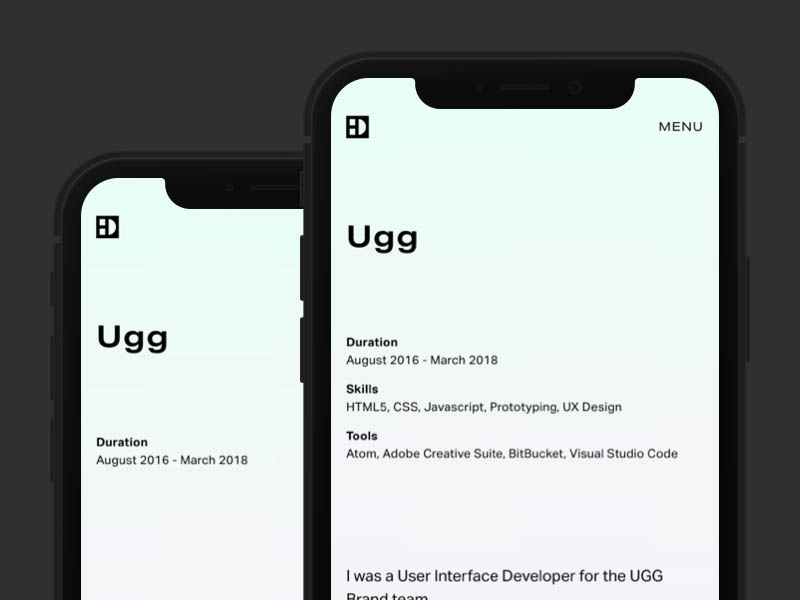 Ugg
Duration
August 2016 - March 2018
MENU
Ugg
Duration
August 2016 - March 2018
Skills
HTML5, CSS, Javascript, Prototyping, UX Design
Tools
Atom, Adobe Creative Suite, BitBucket, Visual Studio Code
I was a User Interface Developer for the UGG
Brand team